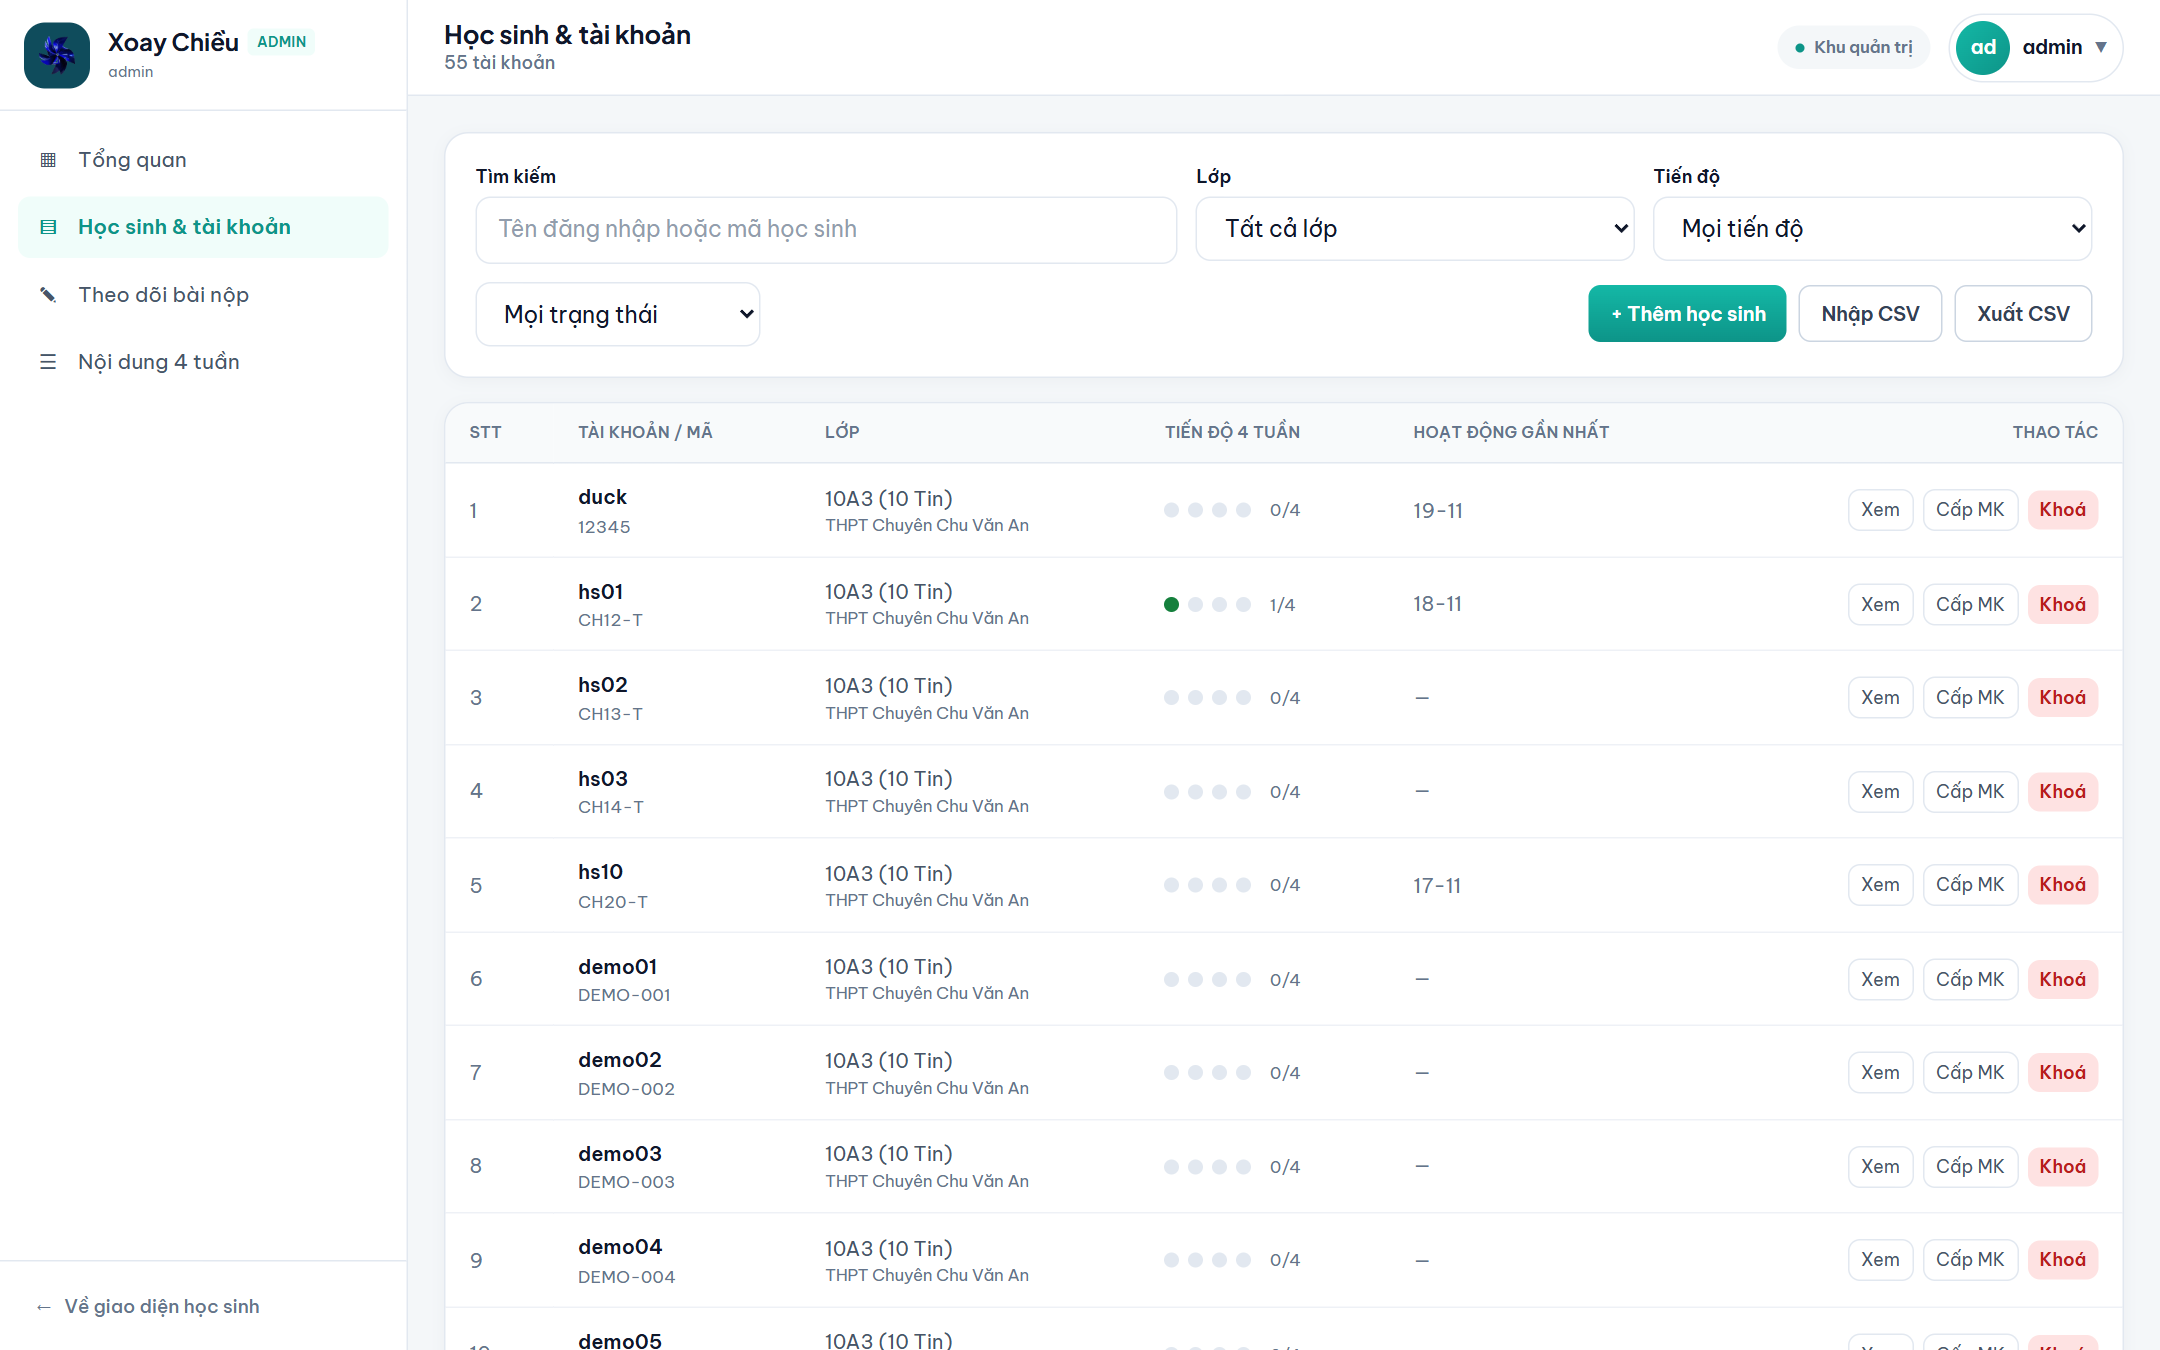 Xoay Chiều ADMIN
admin
Tổng quan
Học sinh & tài khoản
Theo dõi bài nộp
Nội dung 4 tuần
← Về giao diện học sinh
Học sinh & tài khoản
55 tài khoản
Khu quản trị
ad admin ▼
Tìm kiếm
Tên đăng nhập hoặc mã học sinh
Lớp
Tất cả lớp
Tiến độ
Mọi tiến độ
Mọi trạng thái
+ Thêm học sinh
Nhập CSV
Xuất CSV
STT TÀI KHOẢN / MÃ LỚP TIẾN ĐỘ 4 TUẦN HOẠT ĐỘNG GẦN NHẤT THAO TÁC
1 duck 10A3 (10 Tin) 0/4 19-11 Xem Cấp MK Khoá
12345 THPT Chuyên Chu Văn An
2 hs01 10A3 (10 Tin) 1/4 18-11 Xem Cấp MK Khoá
CH12-T THPT Chuyên Chu Văn An
3 hs02 10A3 (10 Tin) 0/4 — Xem Cấp MK Khoá
CH13-T THPT Chuyên Chu Văn An
4 hs03 10A3 (10 Tin) 0/4 — Xem Cấp MK Khoá
CH14-T THPT Chuyên Chu Văn An
5 hs10 10A3 (10 Tin) 0/4 17-11 Xem Cấp MK Khoá
CH20-T THPT Chuyên Chu Văn An
6 demo01 10A3 (10 Tin) 0/4 — Xem Cấp MK Khoá
DEMO-001 THPT Chuyên Chu Văn An
7 demo02 10A3 (10 Tin) 0/4 — Xem Cấp MK Khoá
DEMO-002 THPT Chuyên Chu Văn An
8 demo03 10A3 (10 Tin) 0/4 — Xem Cấp MK Khoá
DEMO-003 THPT Chuyên Chu Văn An
9 demo04 10A3 (10 Tin) 0/4 — Xem Cấp MK Khoá
DEMO-004 THPT Chuyên Chu Văn An
demo05 10A3 (10 Tin)